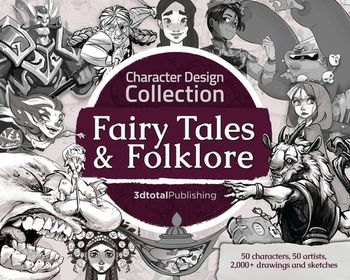 Character Design
Collection
Fairy Tales
& Folklore
3dtotalPublishing
50 characters, 50 artists,
2,000+ drawings and sketches